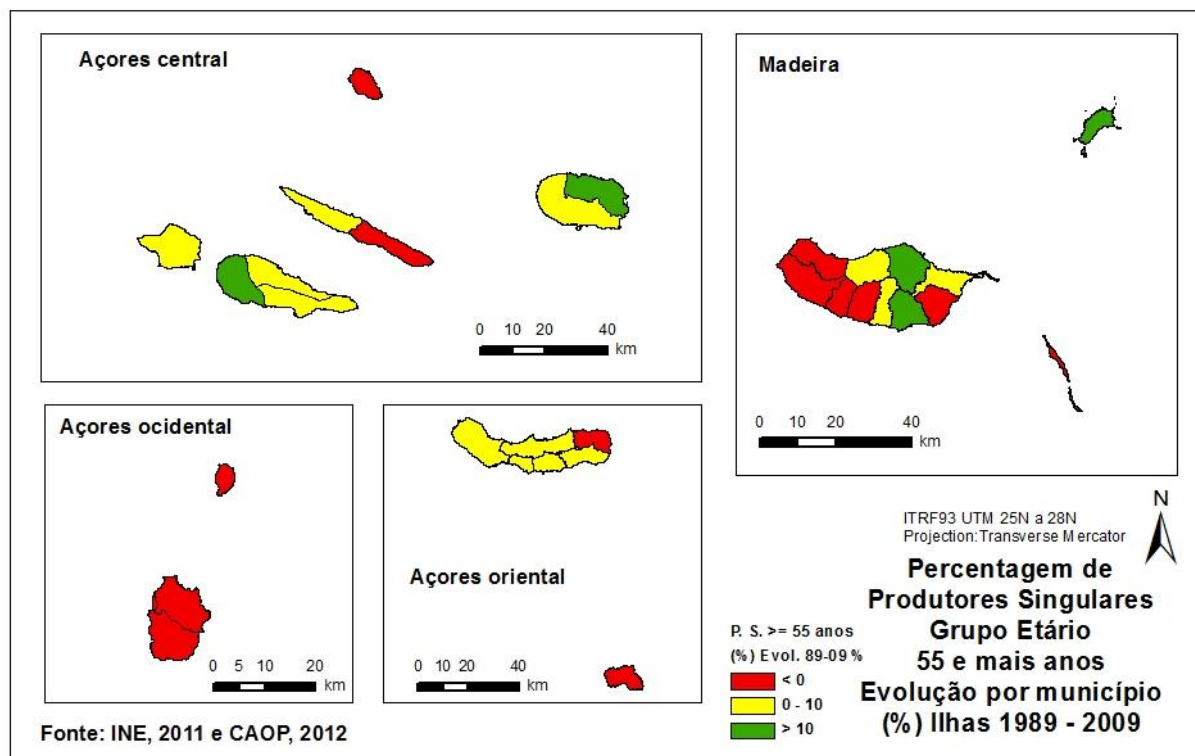 Açores central
0 10 20 40
km
Madeira
0 10 20 40
km
Açores ocidental
0 5 10 20
km
Açores oriental
0 10 20 40
km
N
ITRF93 UTM 25N a 28N
Projection:Transverse Mercator
Percentagem de
Produtores Singulares
Grupo Etário
55 e mais anos
Evolução por município
(%) Ilhas 1989 - 2009
P. S. >= 55 anos
(%) Evol. 89-09 %
< 0
0 - 10
> 10
Fonte: INE, 2011 e CAOP, 2012